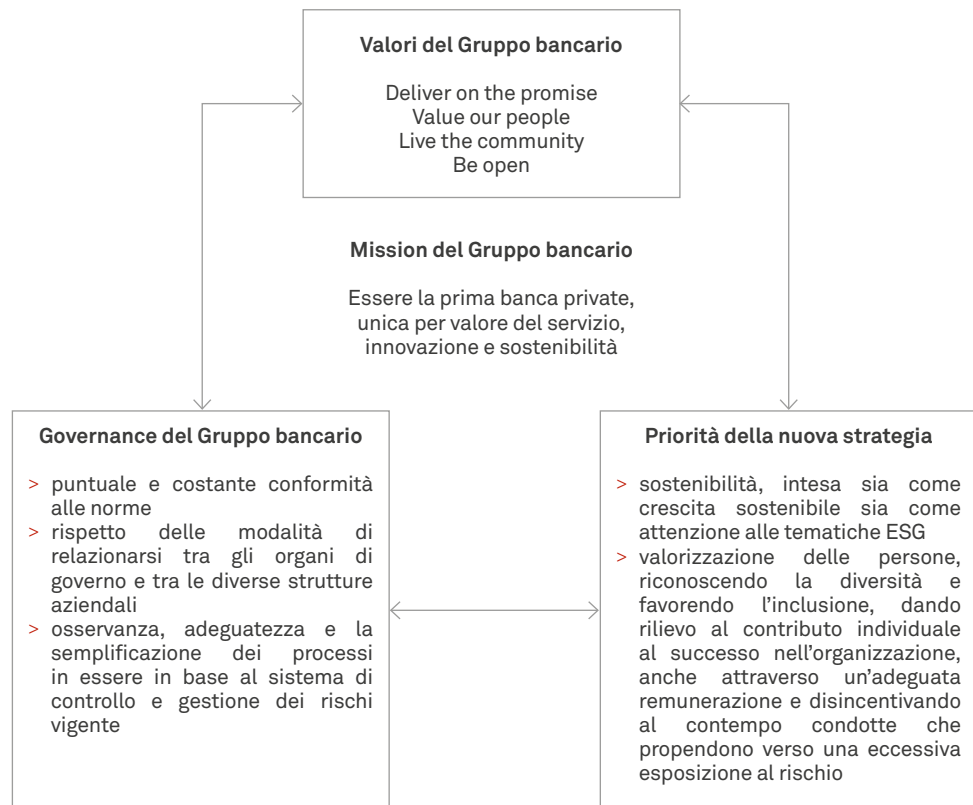 Valori del Gruppo bancario
Deliver on the promise
Value our people
Live the community
Be open
Mission del Gruppo bancario
Essere la prima banca private,
unica per valore del servizio,
innovazione e sostenibilità
Governance del Gruppo bancario
> puntuale e costante conformità
alle norme
> rispetto delle modalità di
relazionarsi tra gli organi di
governo e tra le diverse strutture
aziendali
> osservanza, adeguatezza e la
semplificazione dei processi
in essere in base al sistema di
controllo e gestione dei rischi
vigente
Priorità della nuova strategia
> sostenibilità, intesa sia come
crescita sostenibile sia come
attenzione alle tematiche ESG
> valorizzazione delle persone,
riconoscendo la diversità e
favorendo l'inclusione, dando
rilievo al contributo individuale
al successo nell'organizzazione,
anche attraverso un'adeguata
remunerazione e disincentivando
al contempo condotte che
propendono verso una eccessiva
esposizione al rischio